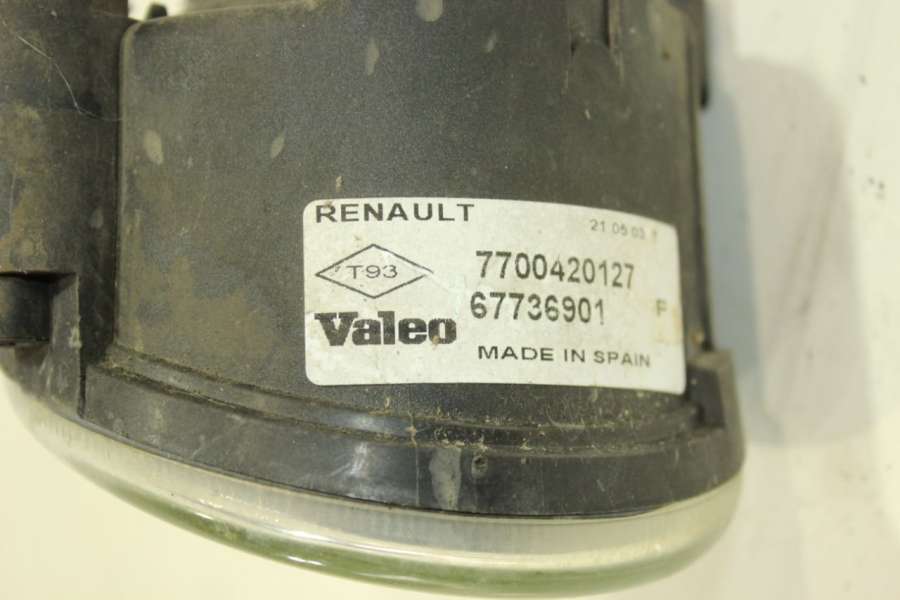 RENAULT
21 05 03
T93
7700420127
67736901 F
Valeo
MADE IN SPAIN